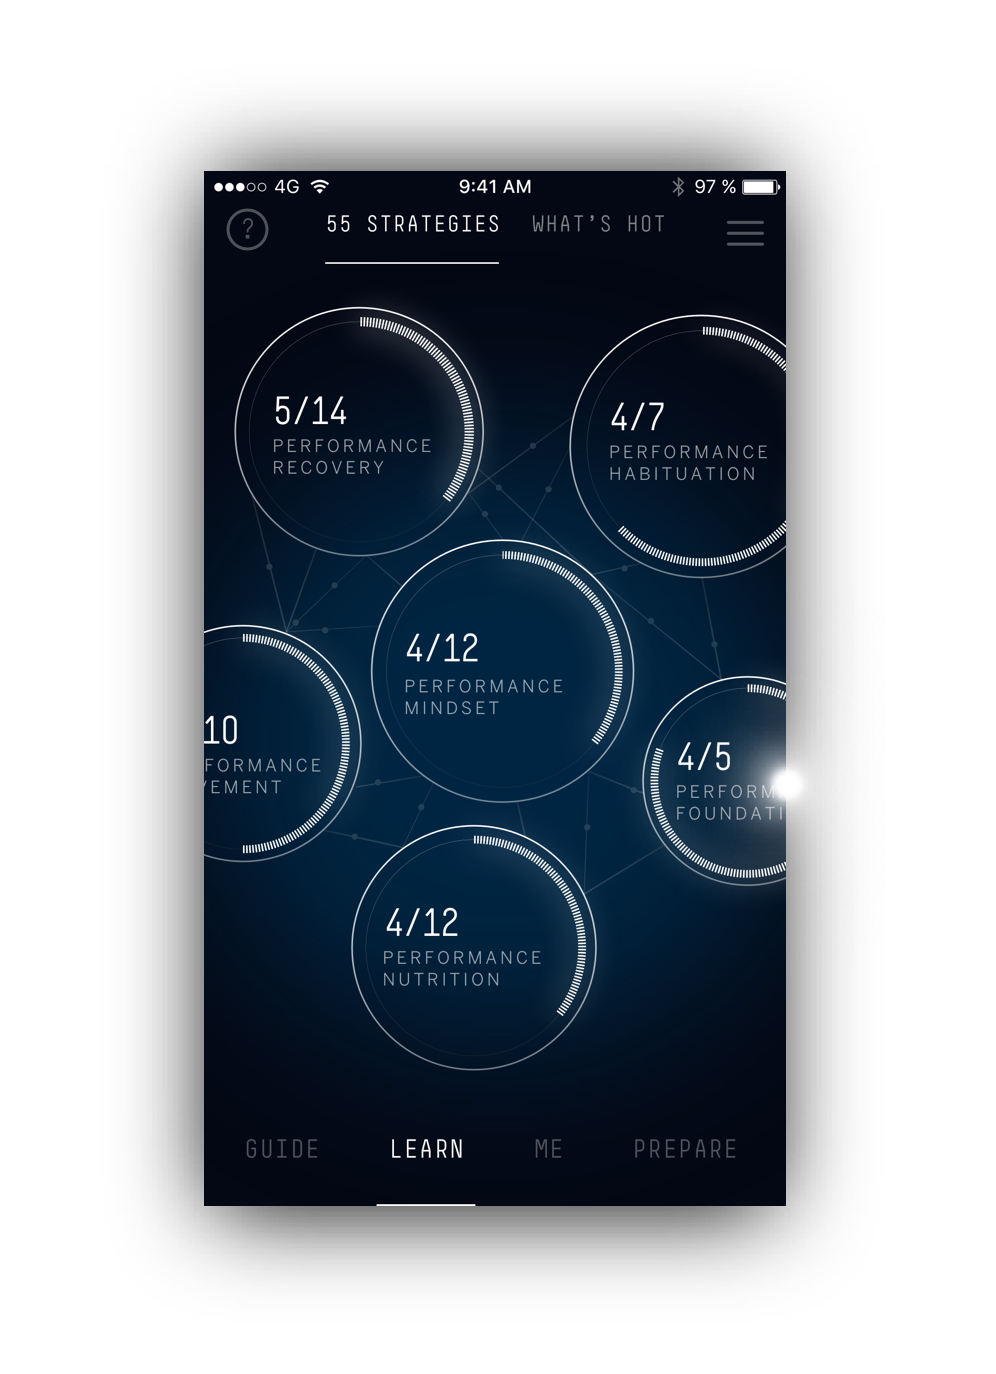 4G 9:41 AM 97 %
? 55 STRATEGIES WHAT'S HOT
5/14
PERFORMANCE
RECOVERY
4/7
PERFORMANCE
HABITUATION
4/12
PERFORMANCE
MINDSET
10
FORMANCE
VEMENT
4/5
PERFORM
FOUNDATI
4/12
PERFORMANCE
NUTRITION
GUIDE LEARN ME PREPARE